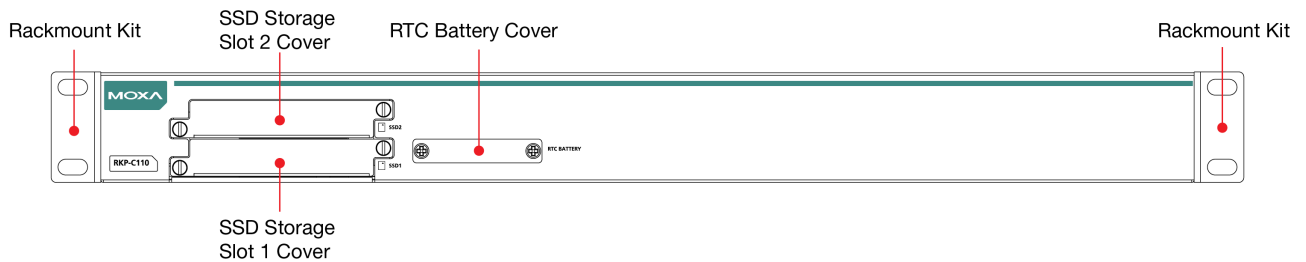 Rackmount Kit
SSD Storage
Slot 2 Cover
RTC Battery Cover
Rackmount Kit
MOXA
SSD2
RTC BATTERY
RKP-C110
SSD1
SSD Storage
Slot 1 Cover